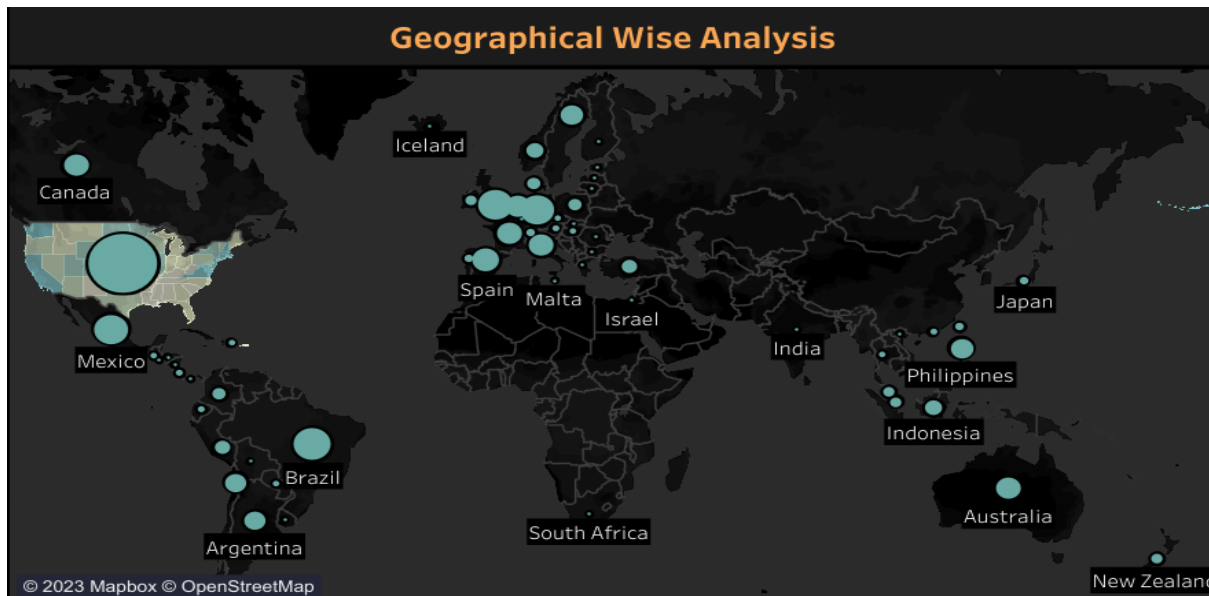 Geographical Wise Analysis
Iceland
Canada
Spain
Malta
Israel
Japan
Mexico
India
Philippines
Indonesia
Brazil
Australia
South Africa
Argentina
New Zealand
© 2023 Mapbox © OpenStreetMap